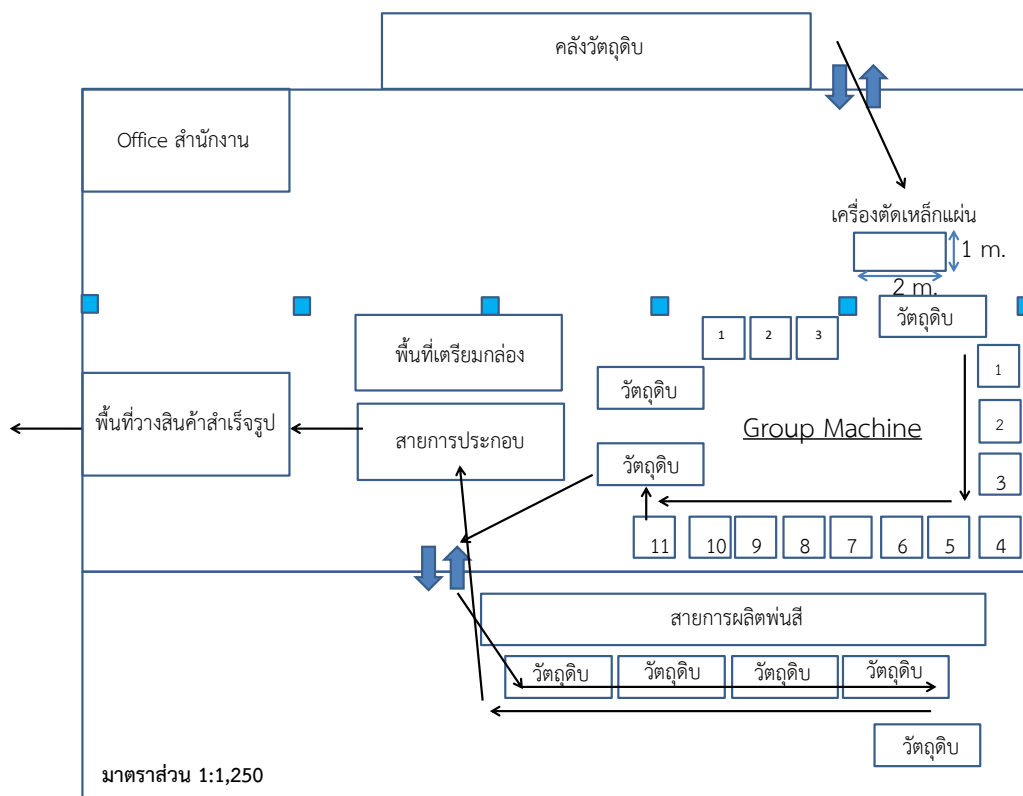 คลังวัตถุดิบ
Office สำนักงาน
เครื่องตัดเหล็กแผ่น
1 m.
2 m.
วัตถุดิบ
พื้นที่เตรียมกล่อง
1
2
3
1
วัตถุดิบ
พื้นที่วางสินค้าสำเร็จรูป
สายการประกอบ
Group Machine
2
วัตถุดิบ
3
11
10
9
8
7
6
5
4
สายการผลิตพ่นสี
วัตถุดิบ
วัตถุดิบ
วัตถุดิบ
วัตถุดิบ
วัตถุดิบ
มาตราส่วน 1:1,250